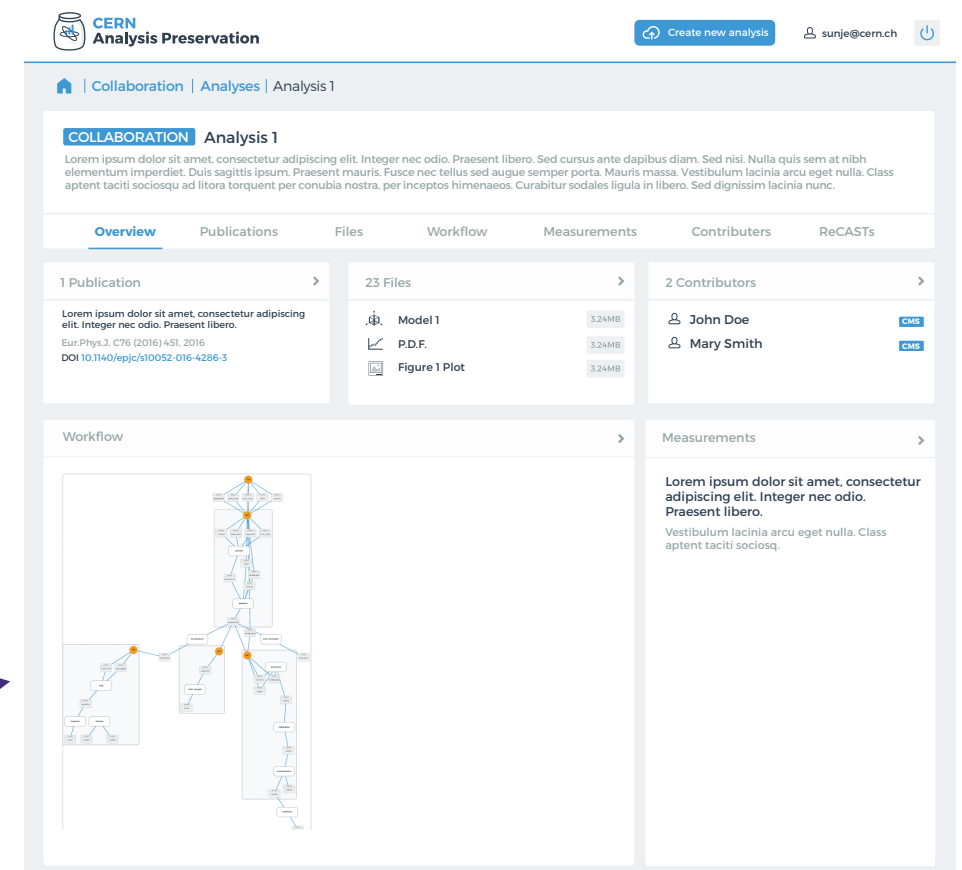 CERN
Analysis Preservation
Create new analysis
sunje@cern.ch
| Collaboration | Analyses | Analysis 1
COLLABORATION Analysis 1
Lorem ipsum dolor sit amet, consectetur adipiscing elit. Integer nec odio. Praesent libero. Sed cursus ante dapibus diam. Sed nisi. Nulla quis sem at nibh
elementum imperdiet. Duis sagittis ipsum. Praesent mauris. Fusce nec tellus sed augue semper porta. Mauris massa. Vestibulum lacinia arcu eget nulla. Class
aptent taciti sociosqu ad litora torquent per conubia nostra, per inceptos himenaeos. Curabitur sodales ligula in libero. Sed dignissim lacinia nunc.
Overview Publications Files Workflow Measurements Contributers ReCASTs
1 Publication
Lorem ipsum dolor sit amet, consectetur adipiscing
elit. Integer nec odio. Praesent libero.
Eur.Phys.J. C76 (2016) 451, 2016
DOI 10.1140/epjc/s10052-016-4286-3
23 Files
Model 1 3.24MB
P.D.F. 3.24MB
Figure 1 Plot 3.24MB
2 Contributors
John Doe CMS
Mary Smith CMS
Workflow
Measurements
Lorem ipsum dolor sit amet, consectetur
adipiscing elit. Integer nec odio.
Praesent libero.
Vestibulum lacinia arcu eget nulla. Class
aptent taciti sociosq.